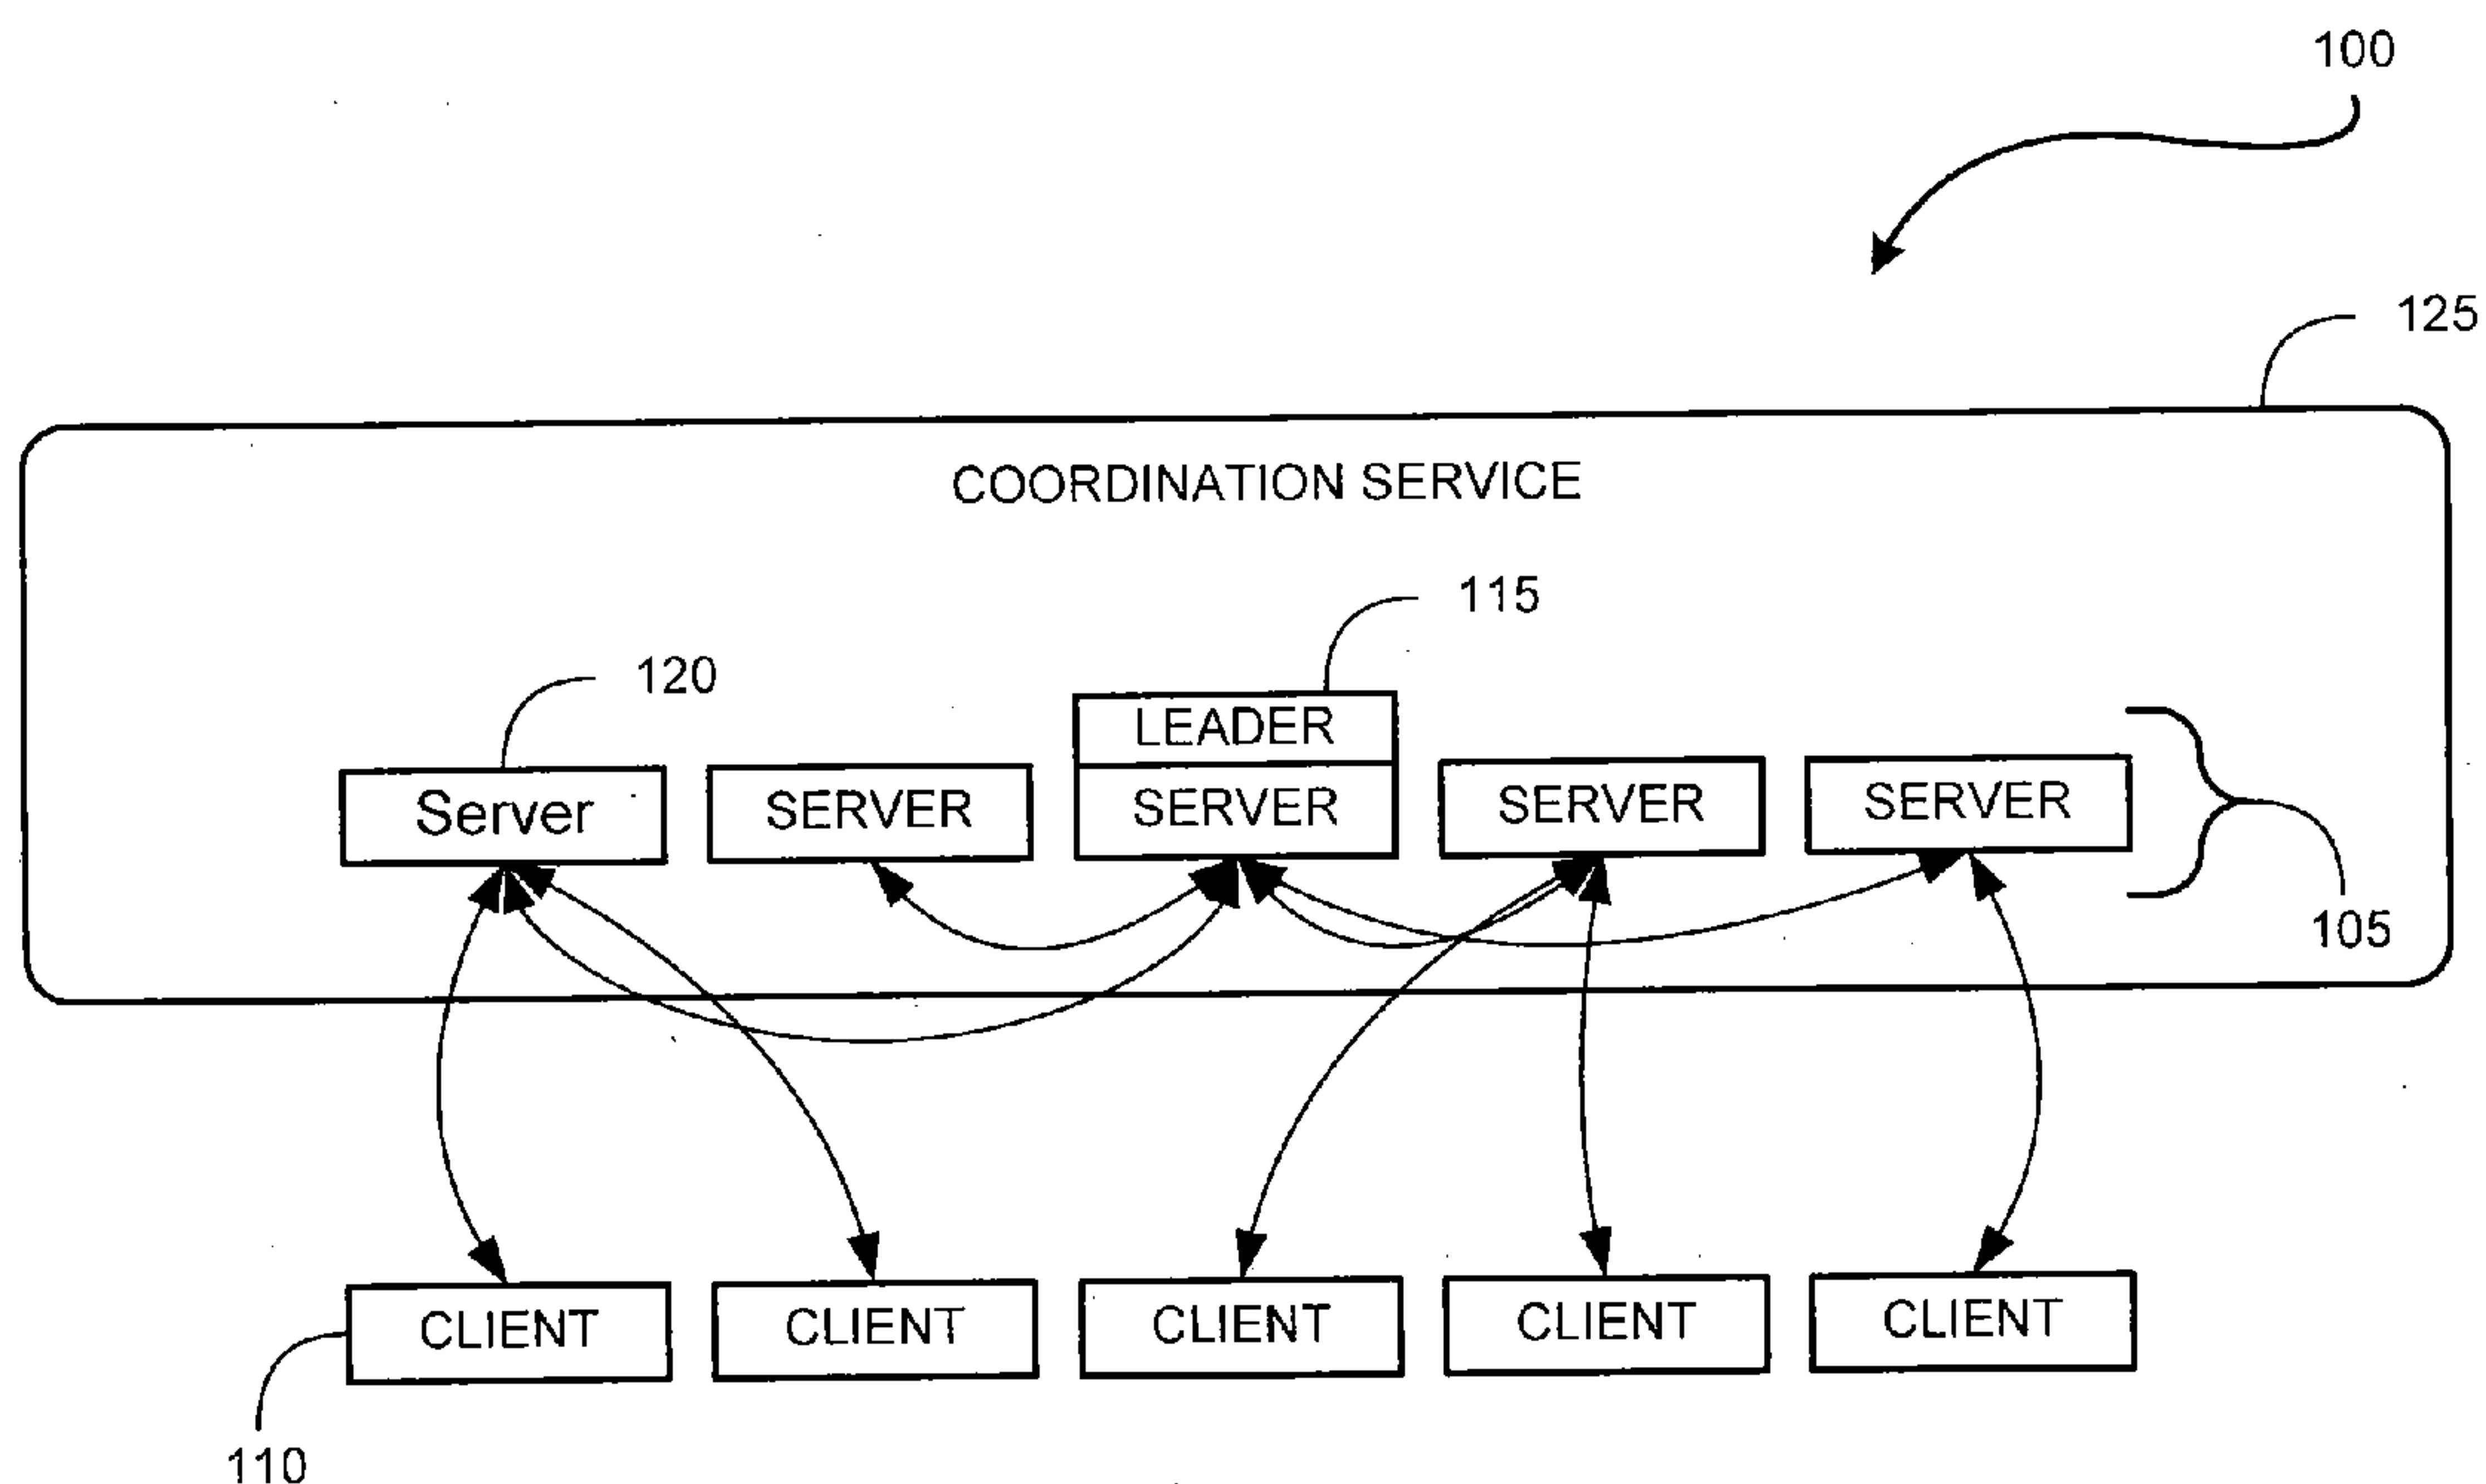 100
125
COORDINATION SERVICE
115
120
LEADER
Server SERVER SERVER SERVER SERVER
105
CLIENT CLIENT CLIENT CLIENT CLIENT
110